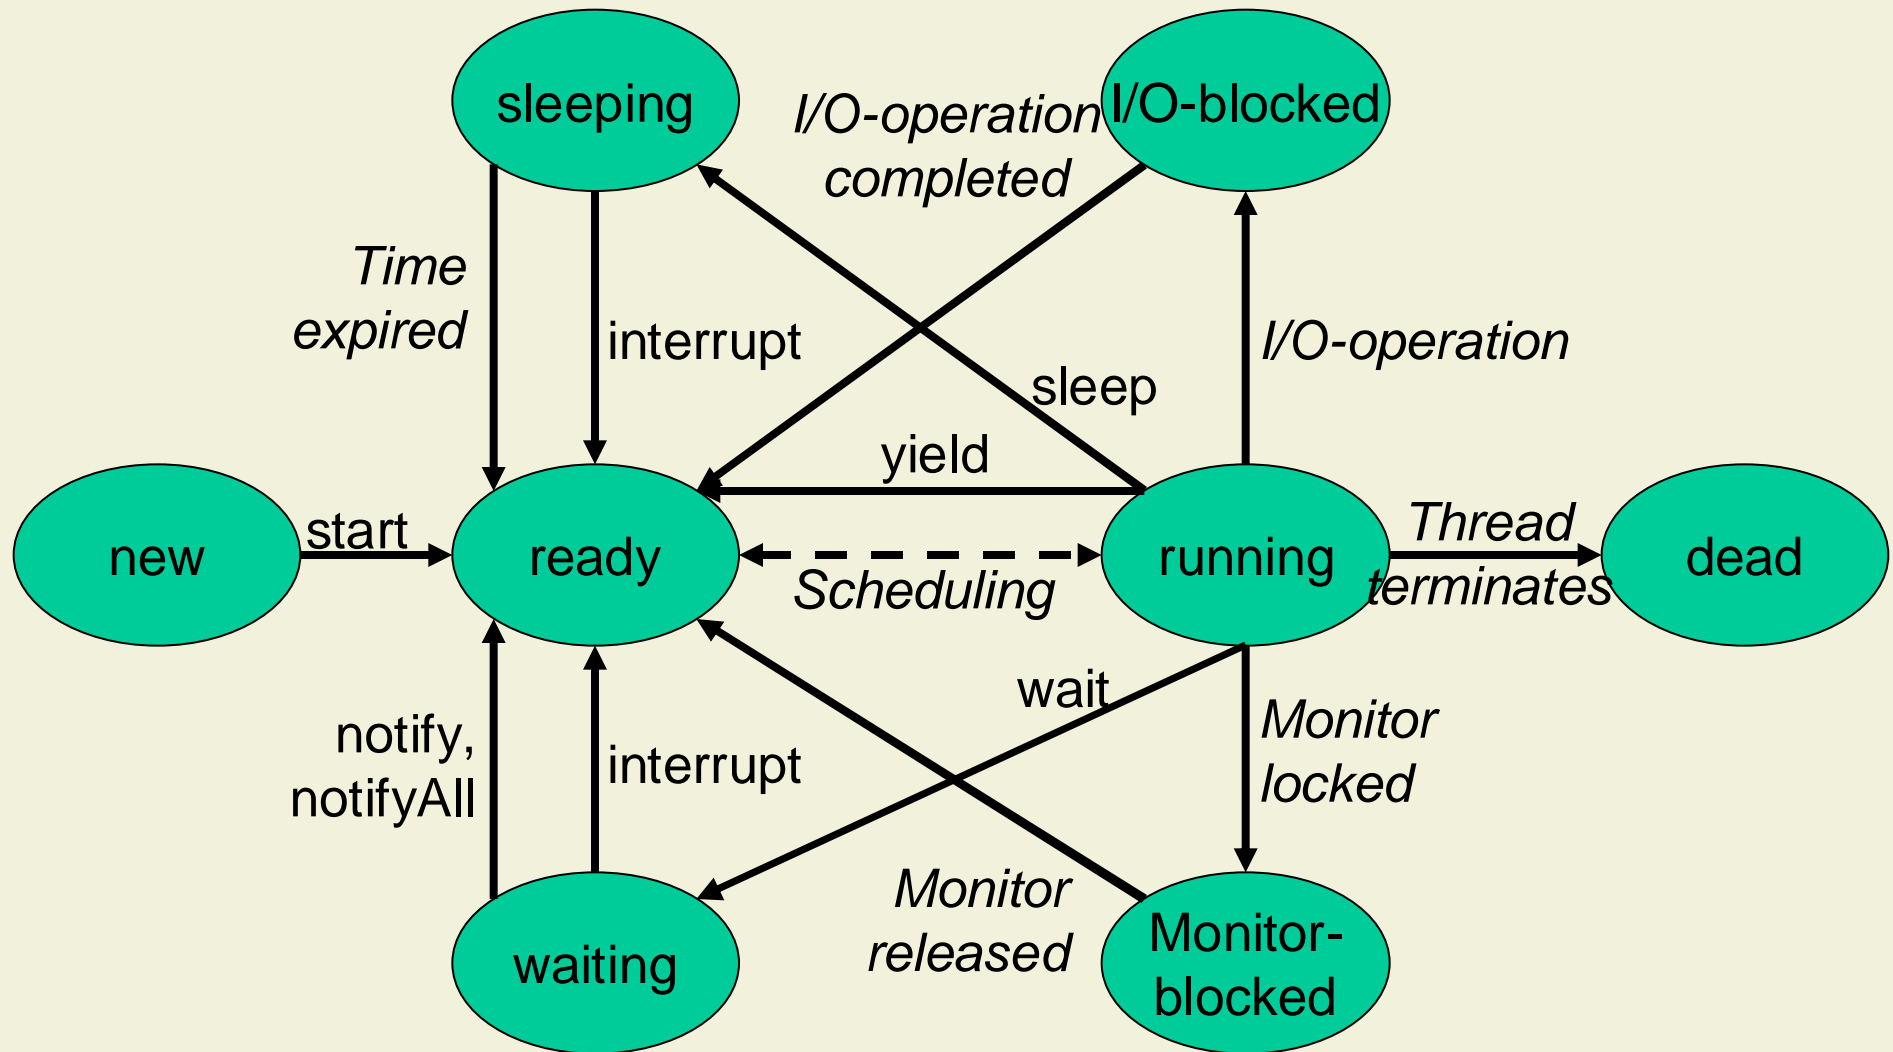 sleeping
I/O-operation
completed
I/O-blocked
Time
expired
interrupt
I/O-operation
sleep
yield
new
start
ready
Scheduling
running
Thread
terminates
dead
notify,
notifyAll
interrupt
wait
Monitor
locked
waiting
Monitor
released
Monitor-
blocked